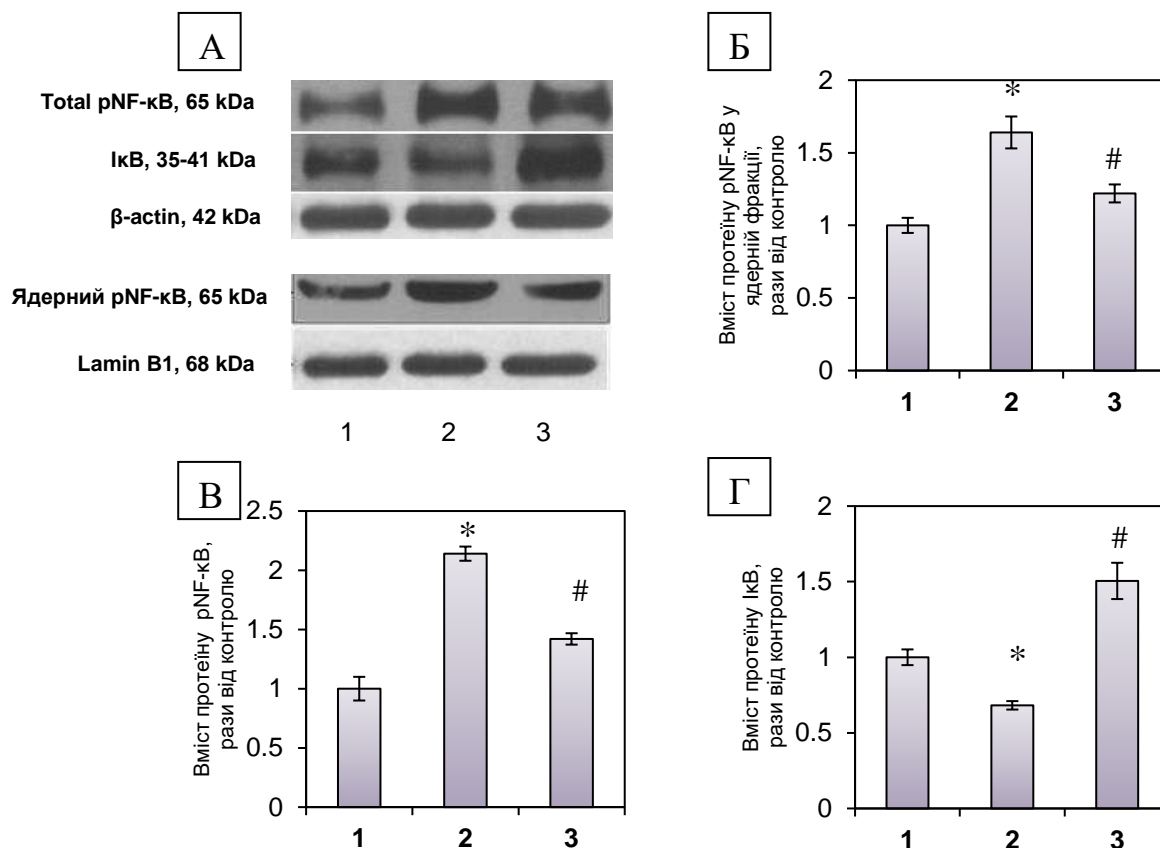 А
Total pNF-κB, 65 kDa
IκB, 35-41 kDa
β-actin, 42 kDa
Ядерний pNF-κB, 65 kDa
Lamin B1, 68 kDa
1 2 3
Б
Вміст протеїну pNF-κB у
ядерній фракції,
рази від контролю
2
1.5
1
0.5
0
*
#
1 2 3
В
Вміст протеїну pNF-κB,
рази від контролю
2.5
2
1.5
1
0.5
0
*
#
1 2 3
Г
Вміст протеїну IκB,
рази від контролю
2
1.5
1
0.5
0
*
#
1 2 3